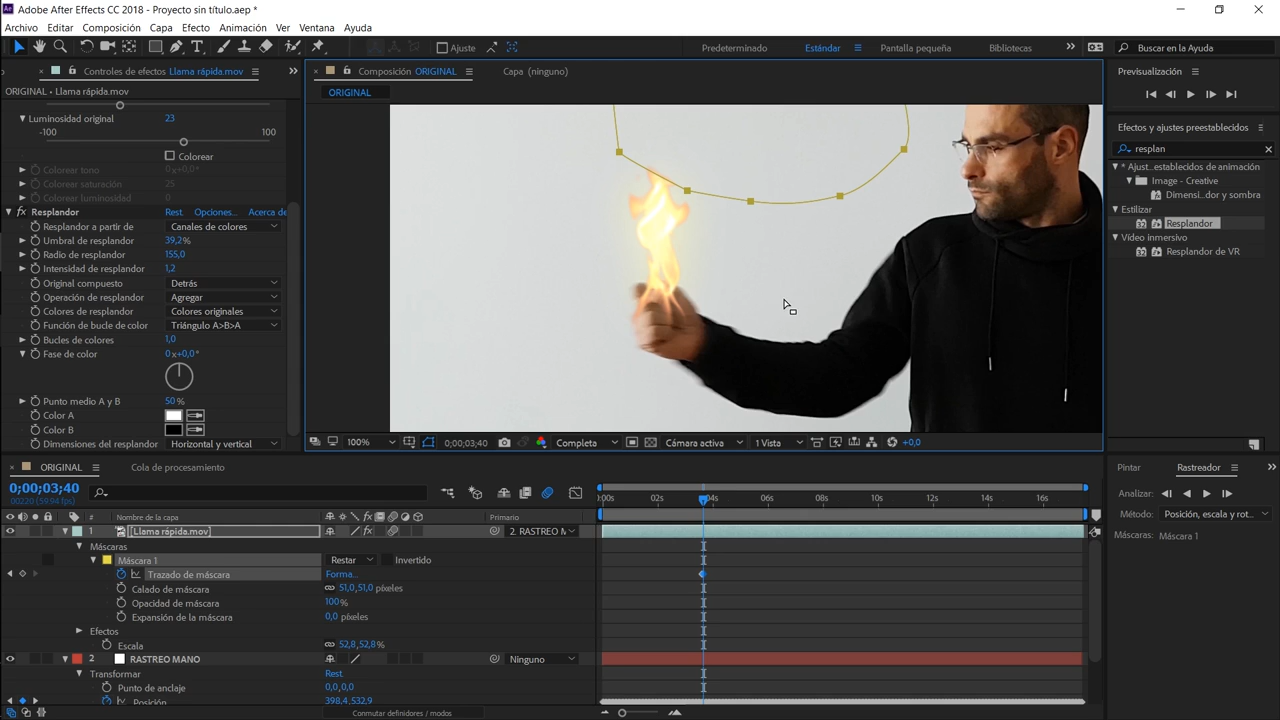 Adobe After Effects CC 2018 - Proyecto sin título.aep *
Archivo Editar Composición Capa Efecto Animación Ver Ventana Ayuda
Ajuste Predeterminado Estándar Pantalla pequeña Bibliotecas Buscar en la Ayuda
Controles de efectos Llama rápida.mov
ORIGINAL • Llama rápida.mov
Luminosidad original 23
-100 100
Colorear
Colorear tono 0x+0,0°
Colorear saturación 25
Colorear luminosidad 0
fx Resplandor Rest. Opciones... Acerca de
Resplandor a partir de Canales de colores
Umbral de resplandor 39,2%
Radio de resplandor 155,0
Intensidad de resplandor 1,2
Original compuesto Detrás
Operación de resplandor Agregar
Colores de resplandor Colores originales
Función de bucle de color Triángulo A>B>A
Bucles de colores 1,0
Fase de color 0x+0,0°
Punto medio A y B 50%
Color A
Color B
Dimensiones del resplandor Horizontal y vertical
Composición ORIGINAL Capa (ninguno)
ORIGINAL
100% 0;00;03;40 Completa Cámara activa 1 Vista +0,0
Previsualización
Efectos y ajustes preestablecidos
resplan
* Ajust...establecidos de animación
Image - Creative
Dimensi...dor y sombra
Estilizar
Resplandor
Vídeo inmersivo
Resplandor de VR
ORIGINAL Cola de procesamiento
0;00;03;40
00220 (59.94 fps)
# Nombre de la capa Primario
1 [Llama rápida.mov] 2. RASTREO M
Máscaras
Máscara 1 Restar Invertido
Trazado de máscara Forma...
Calado de máscara 51,0,51,0 píxeles
Opacidad de máscara 100%
Expansión de la máscara 0,0 píxeles
Efectos
Escala 52,8,52,8%
2 RASTREO MANO Ninguno
Transformar Rest.
Punto de anclaje 0,0,0,0
Posición 398,4,532,9
Conmutar definidores / modos
0:00s 02s 04s 06s 08s 10s 12s 14s 16s
Pintar Rastreador
Analizar:
Método: Posición, escala y rot...
Máscaras: Máscara 1